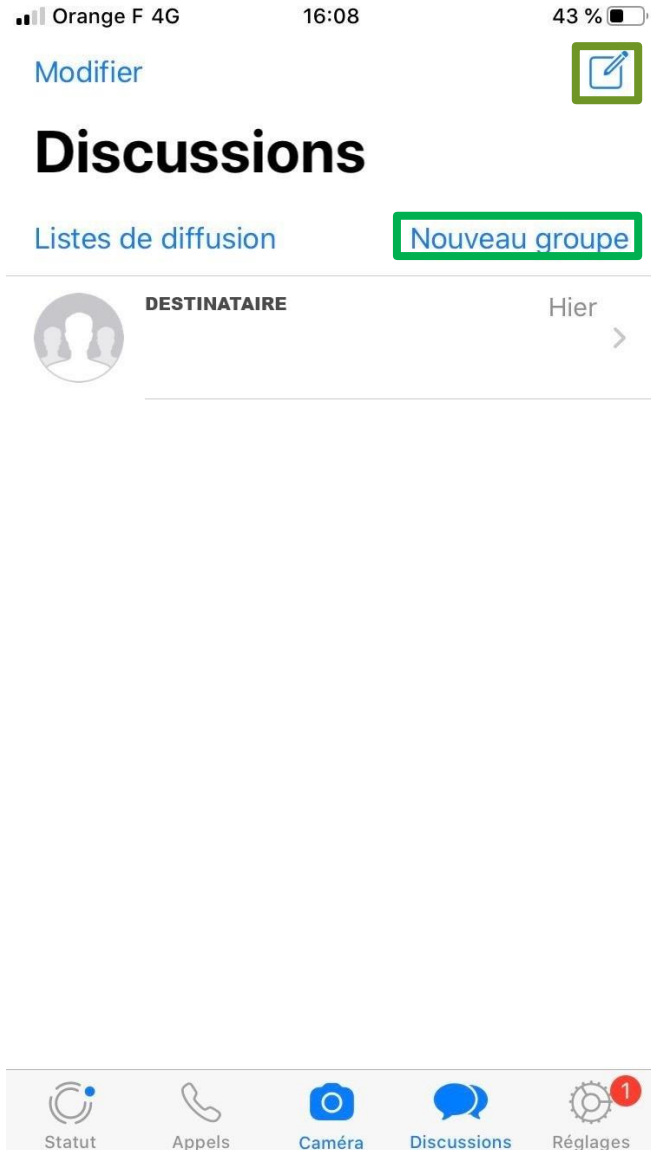 Orange F 4G 16:08 43 %
Modifier
Discussions
Listes de diffusion Nouveau groupe
DESTINATAIRE Hier
1
Statut Appels Caméra Discussions Réglages